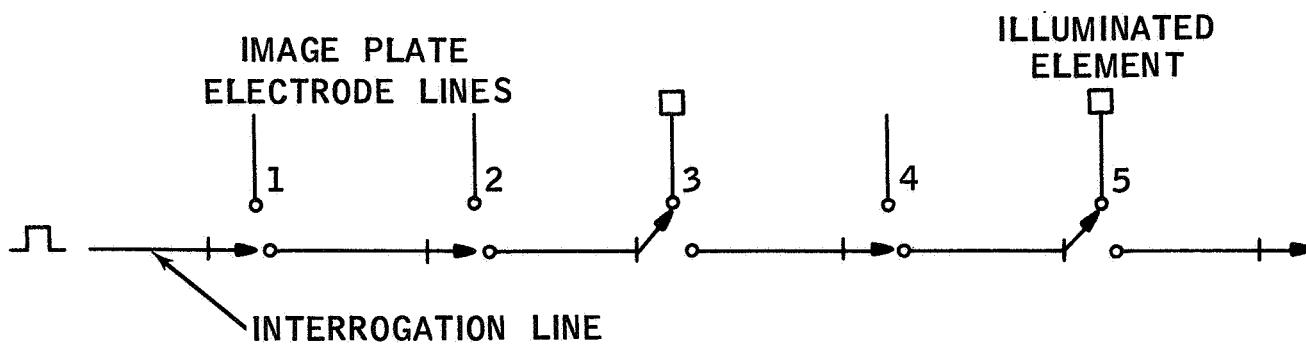 IMAGE PLATE
ELECTRODE LINES
ILLUMINATED
ELEMENT
1 2 3 4 5
INTERROGATION LINE